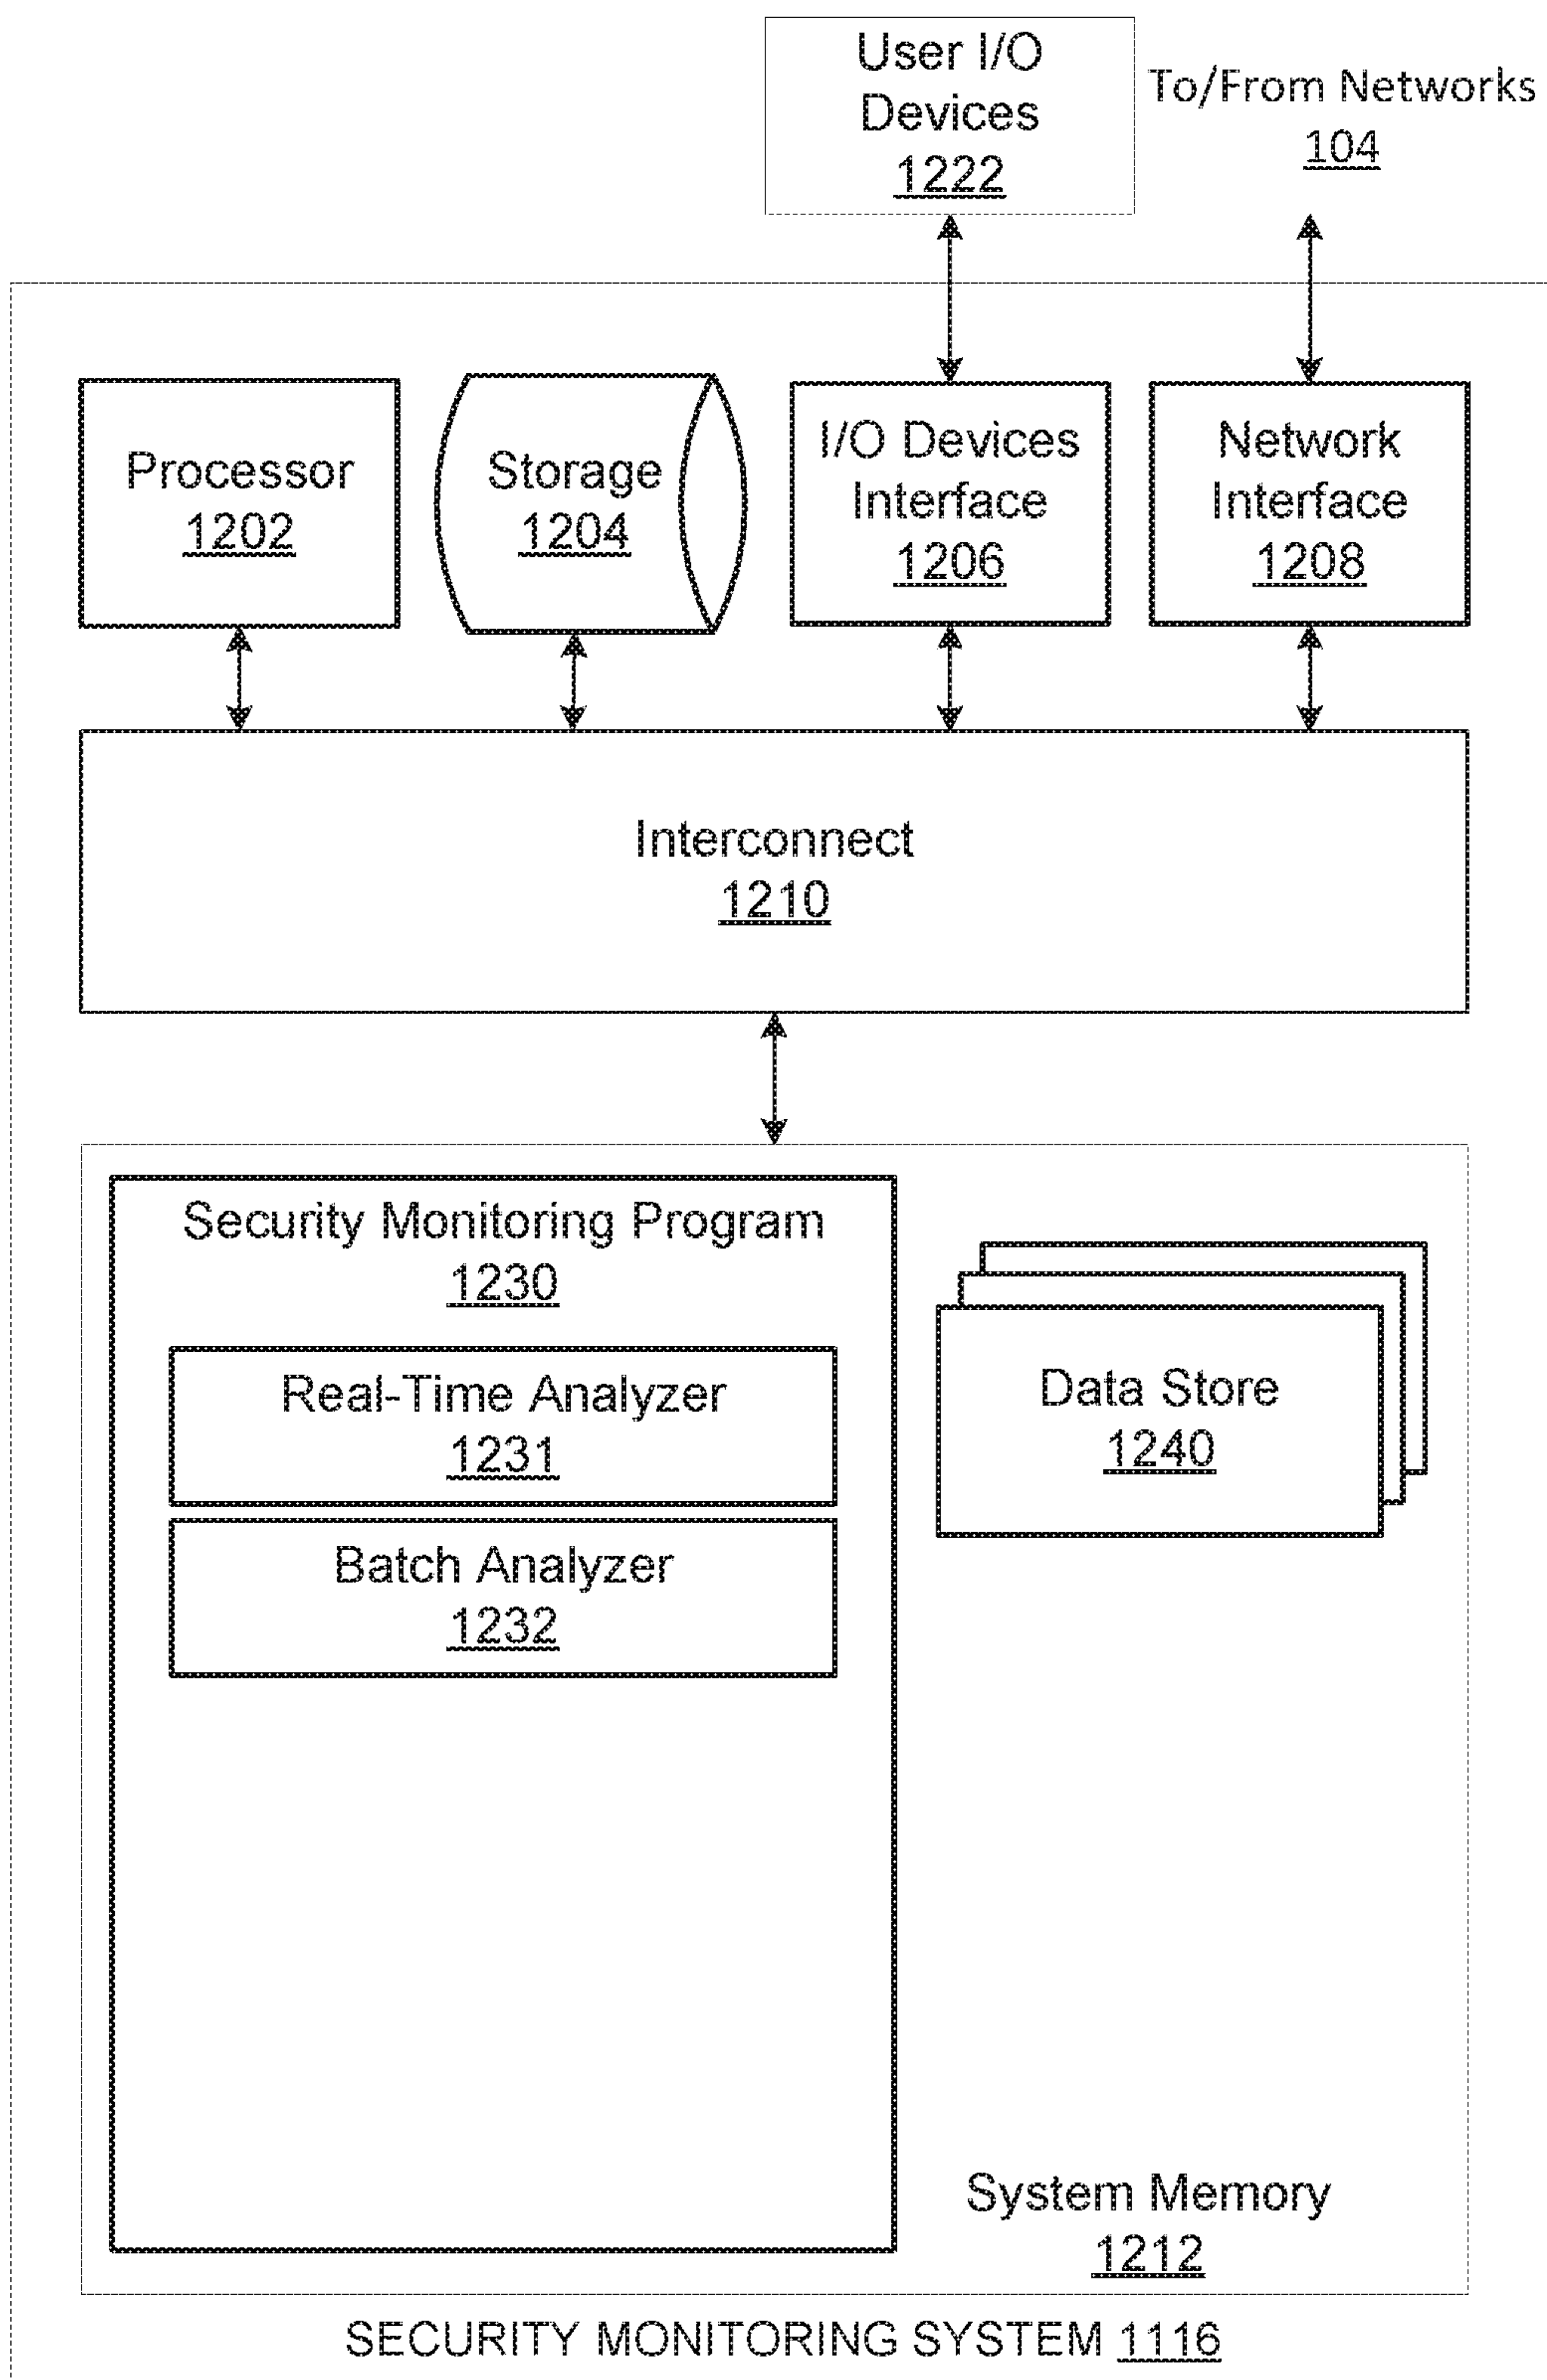 User I/O
Devices
1222
To/From Networks
104
Processor
1202
Storage
1204
I/O Devices
Interface
1206
Network
Interface
1208
Interconnect
1210
Security Monitoring Program
1230
Real-Time Analyzer
1231
Batch Analyzer
1232
Data Store
1240
System Memory
1212
SECURITY MONITORING SYSTEM 1116